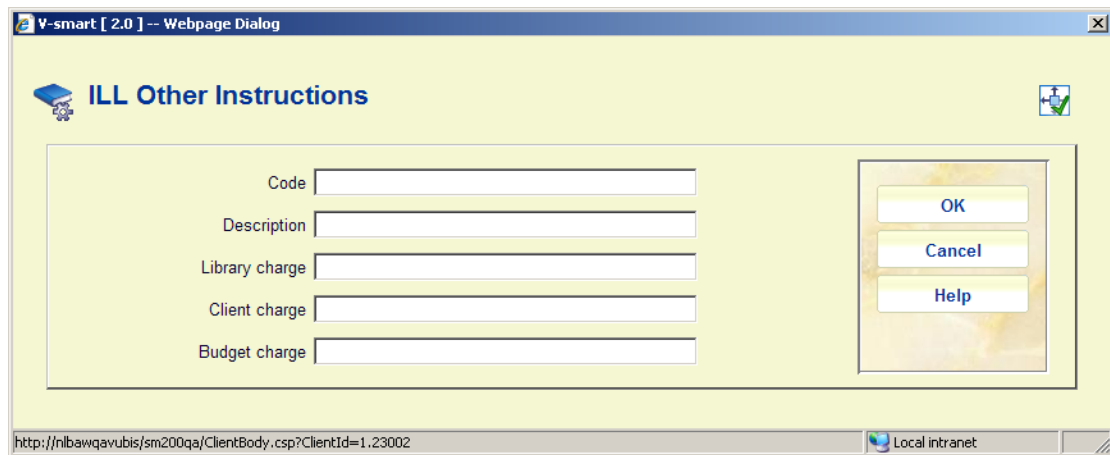 V-smart [ 2.0 ] -- Webpage Dialog
ILL Other Instructions
Code
Description
Library charge
Client charge
Budget charge
OK
Cancel
Help
http://nlbawqavubis/sm200qa/ClientBody.csp?ClientId=1.23002
Local intranet